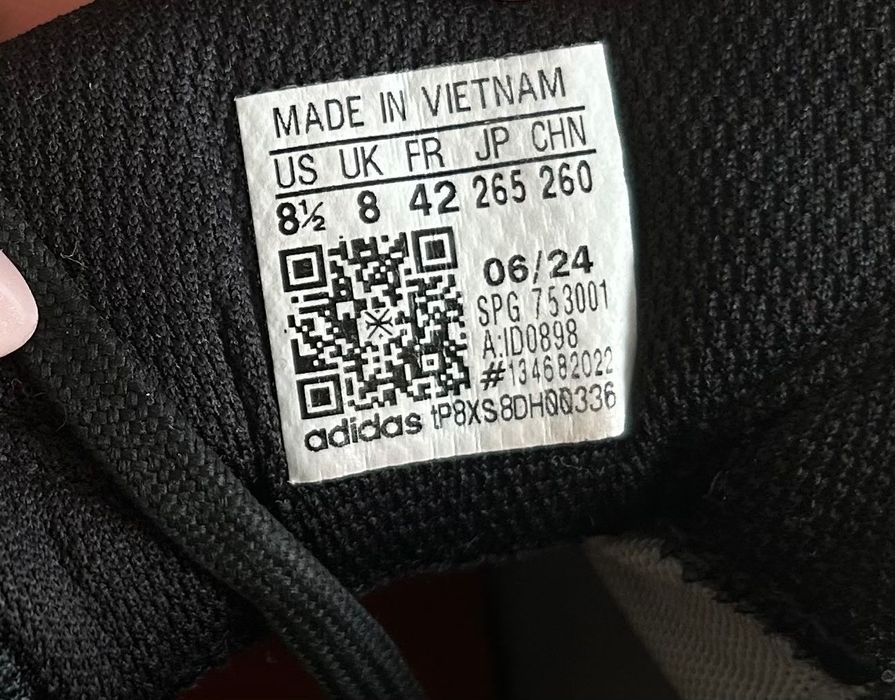 MADE IN VIETNAM
US UK FR JP CHN
8½ 8 42 265 260
06/24
SPG 753001
A:ID0898
#134682022
adidas tP8XS8DH00336